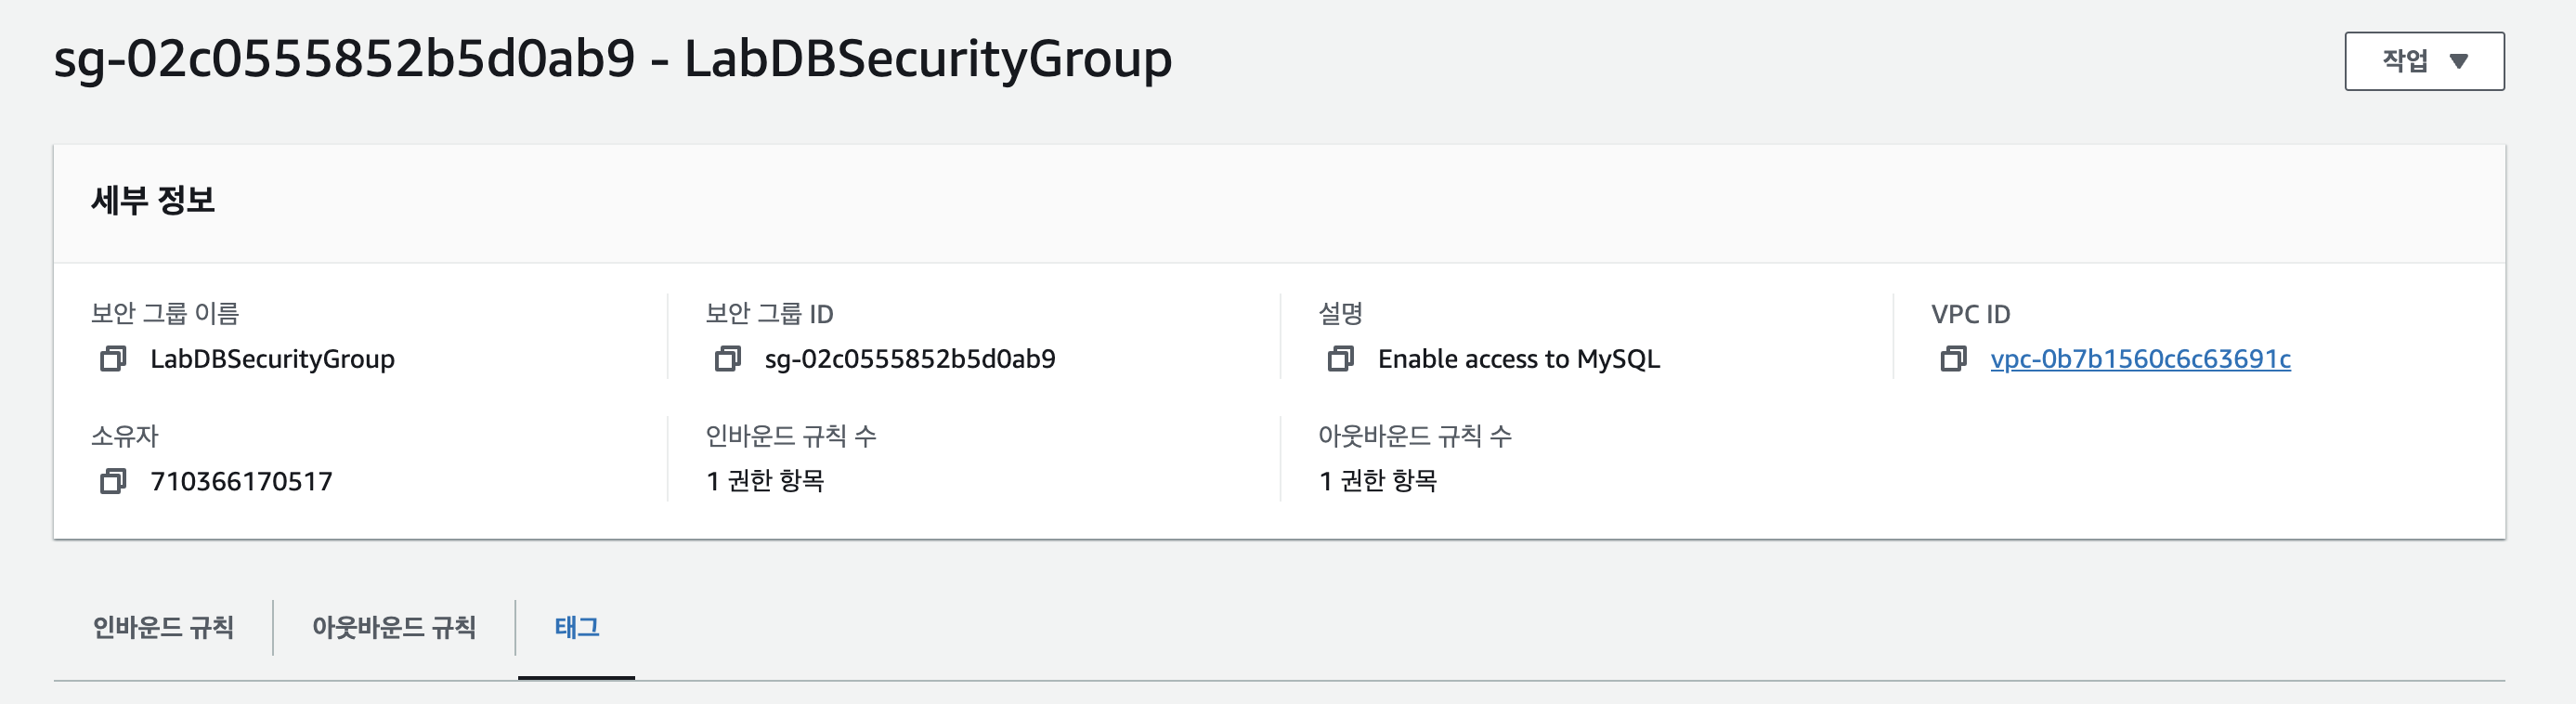 sg-02c0555852b5d0ab9 - LabDBSecurityGroup
작업
세부 정보
보안 그룹 이름
LabDBSecurityGroup
보안 그룹 ID
sg-02c0555852b5d0ab9
설명
Enable access to MySQL
VPC ID
vpc-0b7b1560c6c63691c
소유자
710366170517
인바운드 규칙 수
1 권한 항목
아웃바운드 규칙 수
1 권한 항목
인바운드 규칙
아웃바운드 규칙
태그